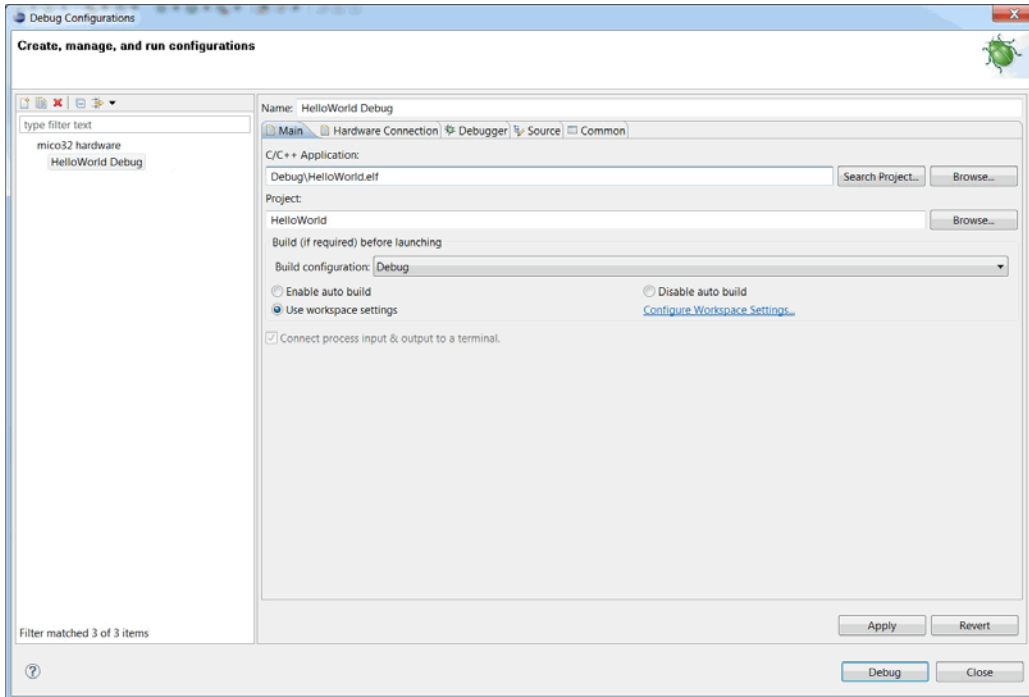 Debug Configurations
Create, manage, and run configurations
type filter text
mico32 hardware
HelloWorld Debug
Filter matched 3 of 3 items
Name: HelloWorld Debug
Main Hardware Connection Debugger Source Common
C/C++ Application:
Debug\HelloWorld.elf Search Project... Browse...
Project:
HelloWorld Browse...
Build (if required) before launching
Build configuration: Debug
Enable auto build Disable auto build
Use workspace settings Configure Workspace Settings...
Connect process input & output to a terminal.
Apply Revert
Debug Close